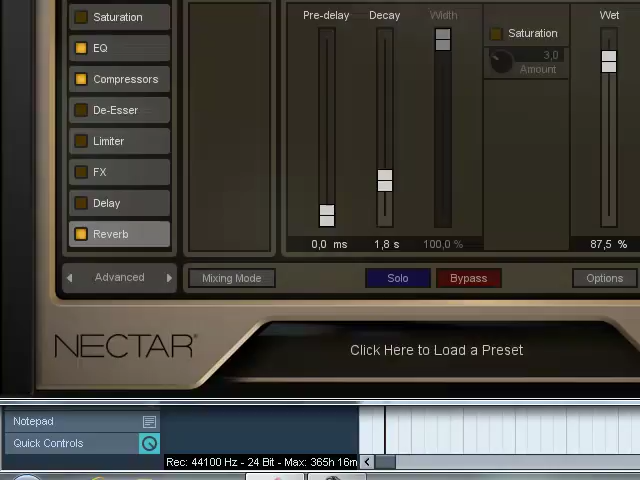 Saturation
EQ
Compressors
De-Esser
Limiter
FX
Delay
Reverb
Advanced
Pre-delay
Decay
Width
0,0 ms
1,8 s
100,0 %
Saturation
3,0
Amount
Wet
87,5 %
Mixing Mode
Solo
Bypass
Options
NECTAR
Click Here to Load a Preset
Notepad
Quick Controls
Rec: 44100 Hz - 24 Bit - Max: 365h 16m